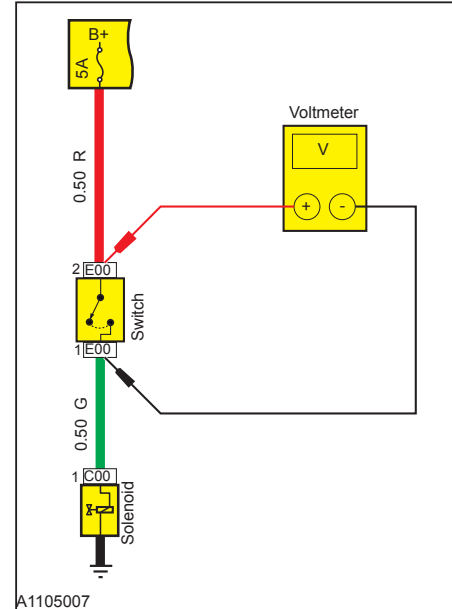 B+
5A
Voltmeter
V
+ -
0.50 R
2 E00
Switch
1 E00
0.50 G
1 C00
Solenoid
A1105007